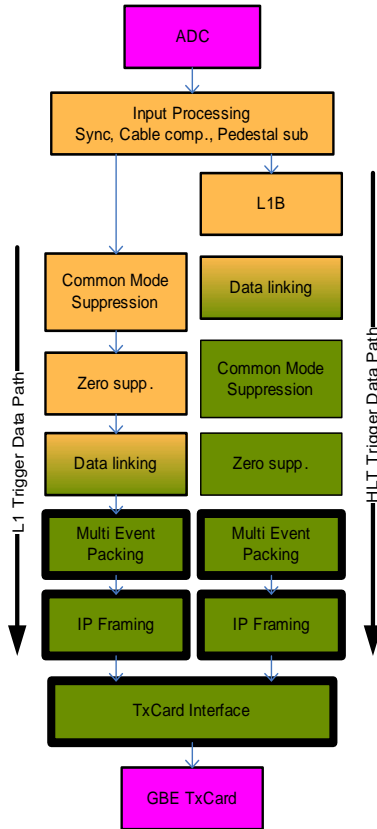 ADC
Input Processing
Sync, Cable comp., Pedestal sub
L1B
Common Mode
Suppression
Data linking
Common Mode
Suppression
Zero supp.
Zero supp.
Data linking
Multi Event
Packing
Multi Event
Packing
IP Framing
IP Framing
TxCard Interface
GBE TxCard
L1 Trigger Data Path
HLT Trigger Data Path